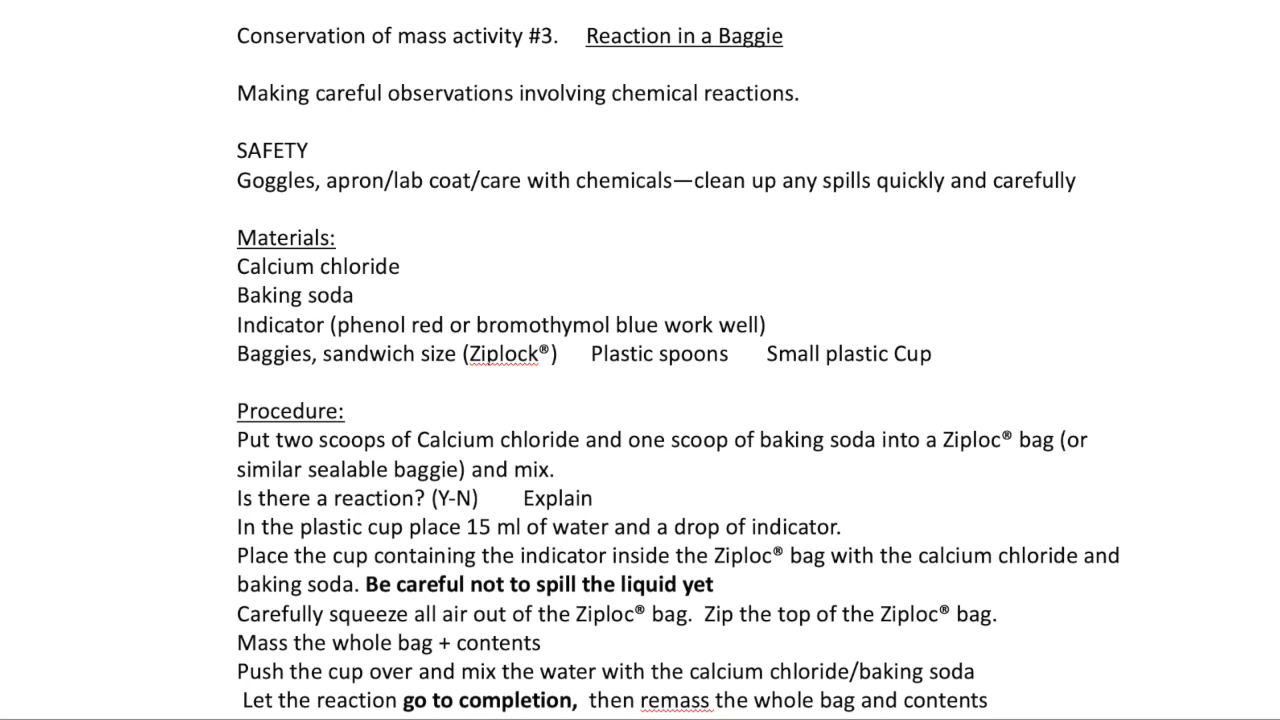 Conservation of mass activity #3. Reaction in a Baggie
Making careful observations involving chemical reactions.
SAFETY
Goggles, apron/lab coat/care with chemicals—clean up any spills quickly and carefully
Materials:
Calcium chloride
Baking soda
Indicator (phenol red or bromothymol blue work well)
Baggies, sandwich size (Ziplock®) Plastic spoons Small plastic Cup
Procedure:
Put two scoops of Calcium chloride and one scoop of baking soda into a Ziploc® bag (or
similar sealable baggie) and mix.
Is there a reaction? (Y-N) Explain
In the plastic cup place 15 ml of water and a drop of indicator.
Place the cup containing the indicator inside the Ziploc® bag with the calcium chloride and
baking soda. Be careful not to spill the liquid yet
Carefully squeeze all air out of the Ziploc® bag. Zip the top of the Ziploc® bag.
Mass the whole bag + contents
Push the cup over and mix the water with the calcium chloride/baking soda
Let the reaction go to completion, then remass the whole bag and contents